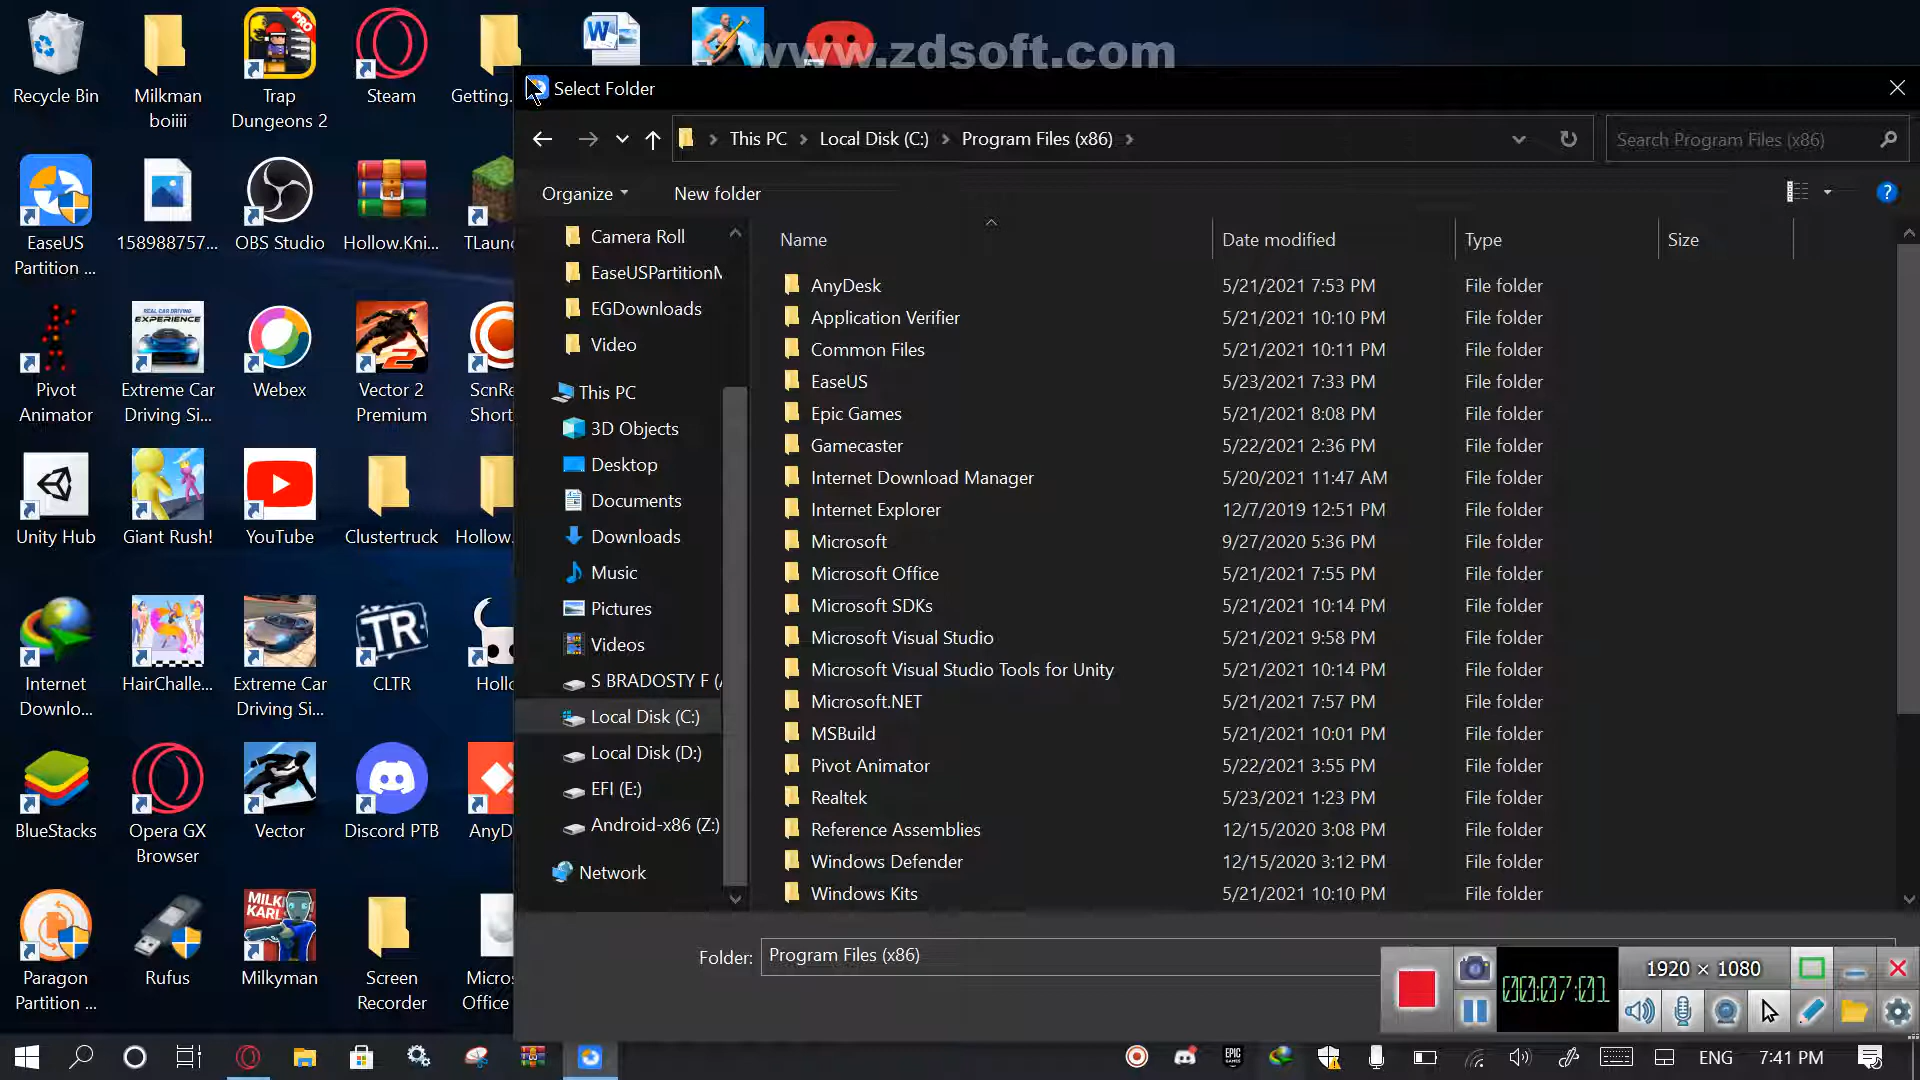 www.zdsoft.com
Recycle Bin
Milkman
boiiii
Trap
Dungeons 2
Steam
Getting.
EaseUS
Partition ...
158988757...
OBS Studio
Hollow.Kni...
TLaun
Pivot
Animator
Extreme Car
Driving Si...
Webex
Vector 2
Premium
ScnRe
Short
Unity Hub
Giant Rush!
YouTube
Clustertruck
Hollow.
Internet
Downlo...
HairChalle...
Extreme Car
Driving Si...
CLTR
Hollo
BlueStacks
Opera GX
Browser
Vector
Discord PTB
AnyD
Paragon
Partition ...
Rufus
Milkyman
Screen
Recorder
Micros
Office
Select Folder
This PC
Local Disk (C:)
Program Files (x86)
Search Program Files (x86)
Organize
New folder
Camera Roll
EaseUSPartitionM
EGDownloads
Video
This PC
3D Objects
Desktop
Documents
Downloads
Music
Pictures
Videos
S BRADOSTY F (
Local Disk (C:)
Local Disk (D:)
EFI (E:)
Android-x86 (Z:)
Network
Name Date modified Type Size
AnyDesk 5/21/2021 7:53 PM File folder
Application Verifier 5/21/2021 10:10 PM File folder
Common Files 5/21/2021 10:11 PM File folder
EaseUS 5/23/2021 7:33 PM File folder
Epic Games 5/21/2021 8:08 PM File folder
Gamecaster 5/22/2021 2:36 PM File folder
Internet Download Manager 5/20/2021 11:47 AM File folder
Internet Explorer 12/7/2019 12:51 PM File folder
Microsoft 9/27/2020 5:36 PM File folder
Microsoft Office 5/21/2021 7:55 PM File folder
Microsoft SDKs 5/21/2021 10:14 PM File folder
Microsoft Visual Studio 5/21/2021 9:58 PM File folder
Microsoft Visual Studio Tools for Unity 5/21/2021 10:14 PM File folder
Microsoft.NET 5/21/2021 7:57 PM File folder
MSBuild 5/21/2021 10:01 PM File folder
Pivot Animator 5/22/2021 3:55 PM File folder
Realtek 5/23/2021 1:23 PM File folder
Reference Assemblies 12/15/2020 3:08 PM File folder
Windows Defender 12/15/2020 3:12 PM File folder
Windows Kits 5/21/2021 10:10 PM File folder
Folder: Program Files (x86)
1920 × 1080
00:07:01
ENG 7:41 PM